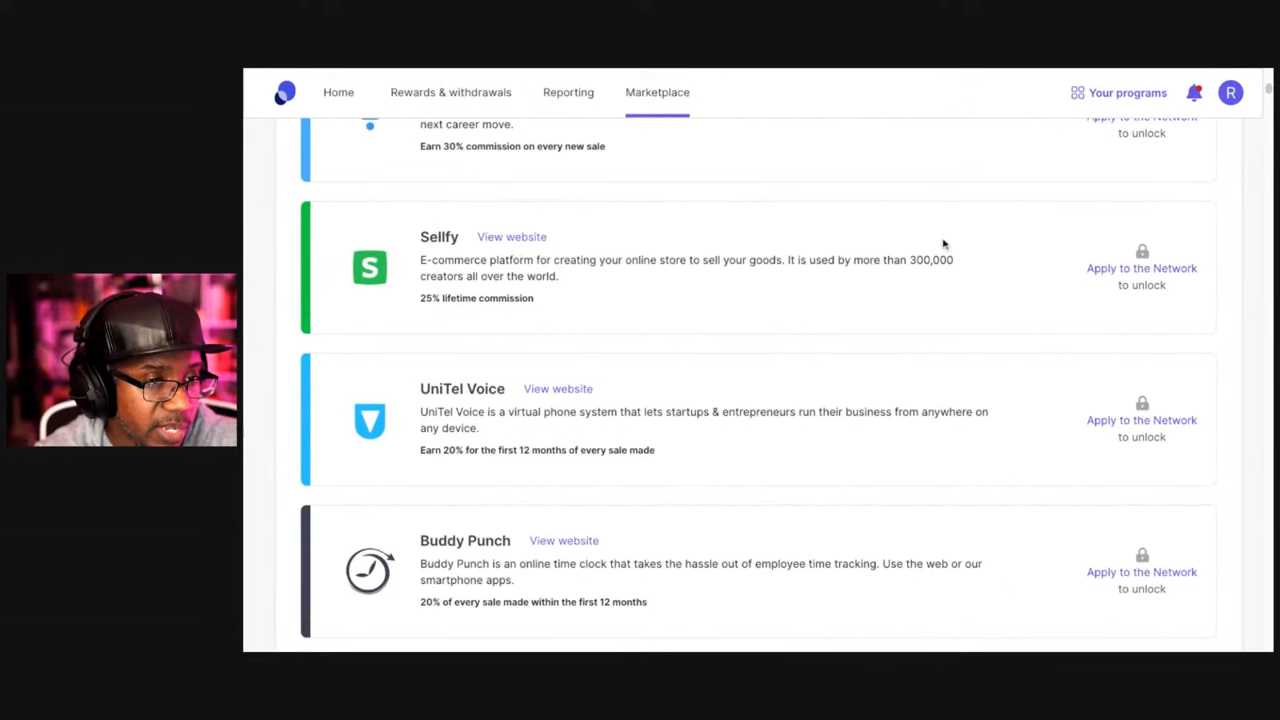 Home Rewards & withdrawals Reporting Marketplace Your programs R
next career move.
Earn 30% commission on every new sale
Apply to the Network
to unlock
S
Sellfy View website
E-commerce platform for creating your online store to sell your goods. It is used by more than 300,000
creators all over the world.
25% lifetime commission
Apply to the Network
to unlock
UniTel Voice View website
UniTel Voice is a virtual phone system that lets startups & entrepreneurs run their business from anywhere on
any device.
Earn 20% for the first 12 months of every sale made
Apply to the Network
to unlock
Buddy Punch View website
Buddy Punch is an online time clock that takes the hassle out of employee time tracking. Use the web or our
smartphone apps.
20% of every sale made within the first 12 months
Apply to the Network
to unlock